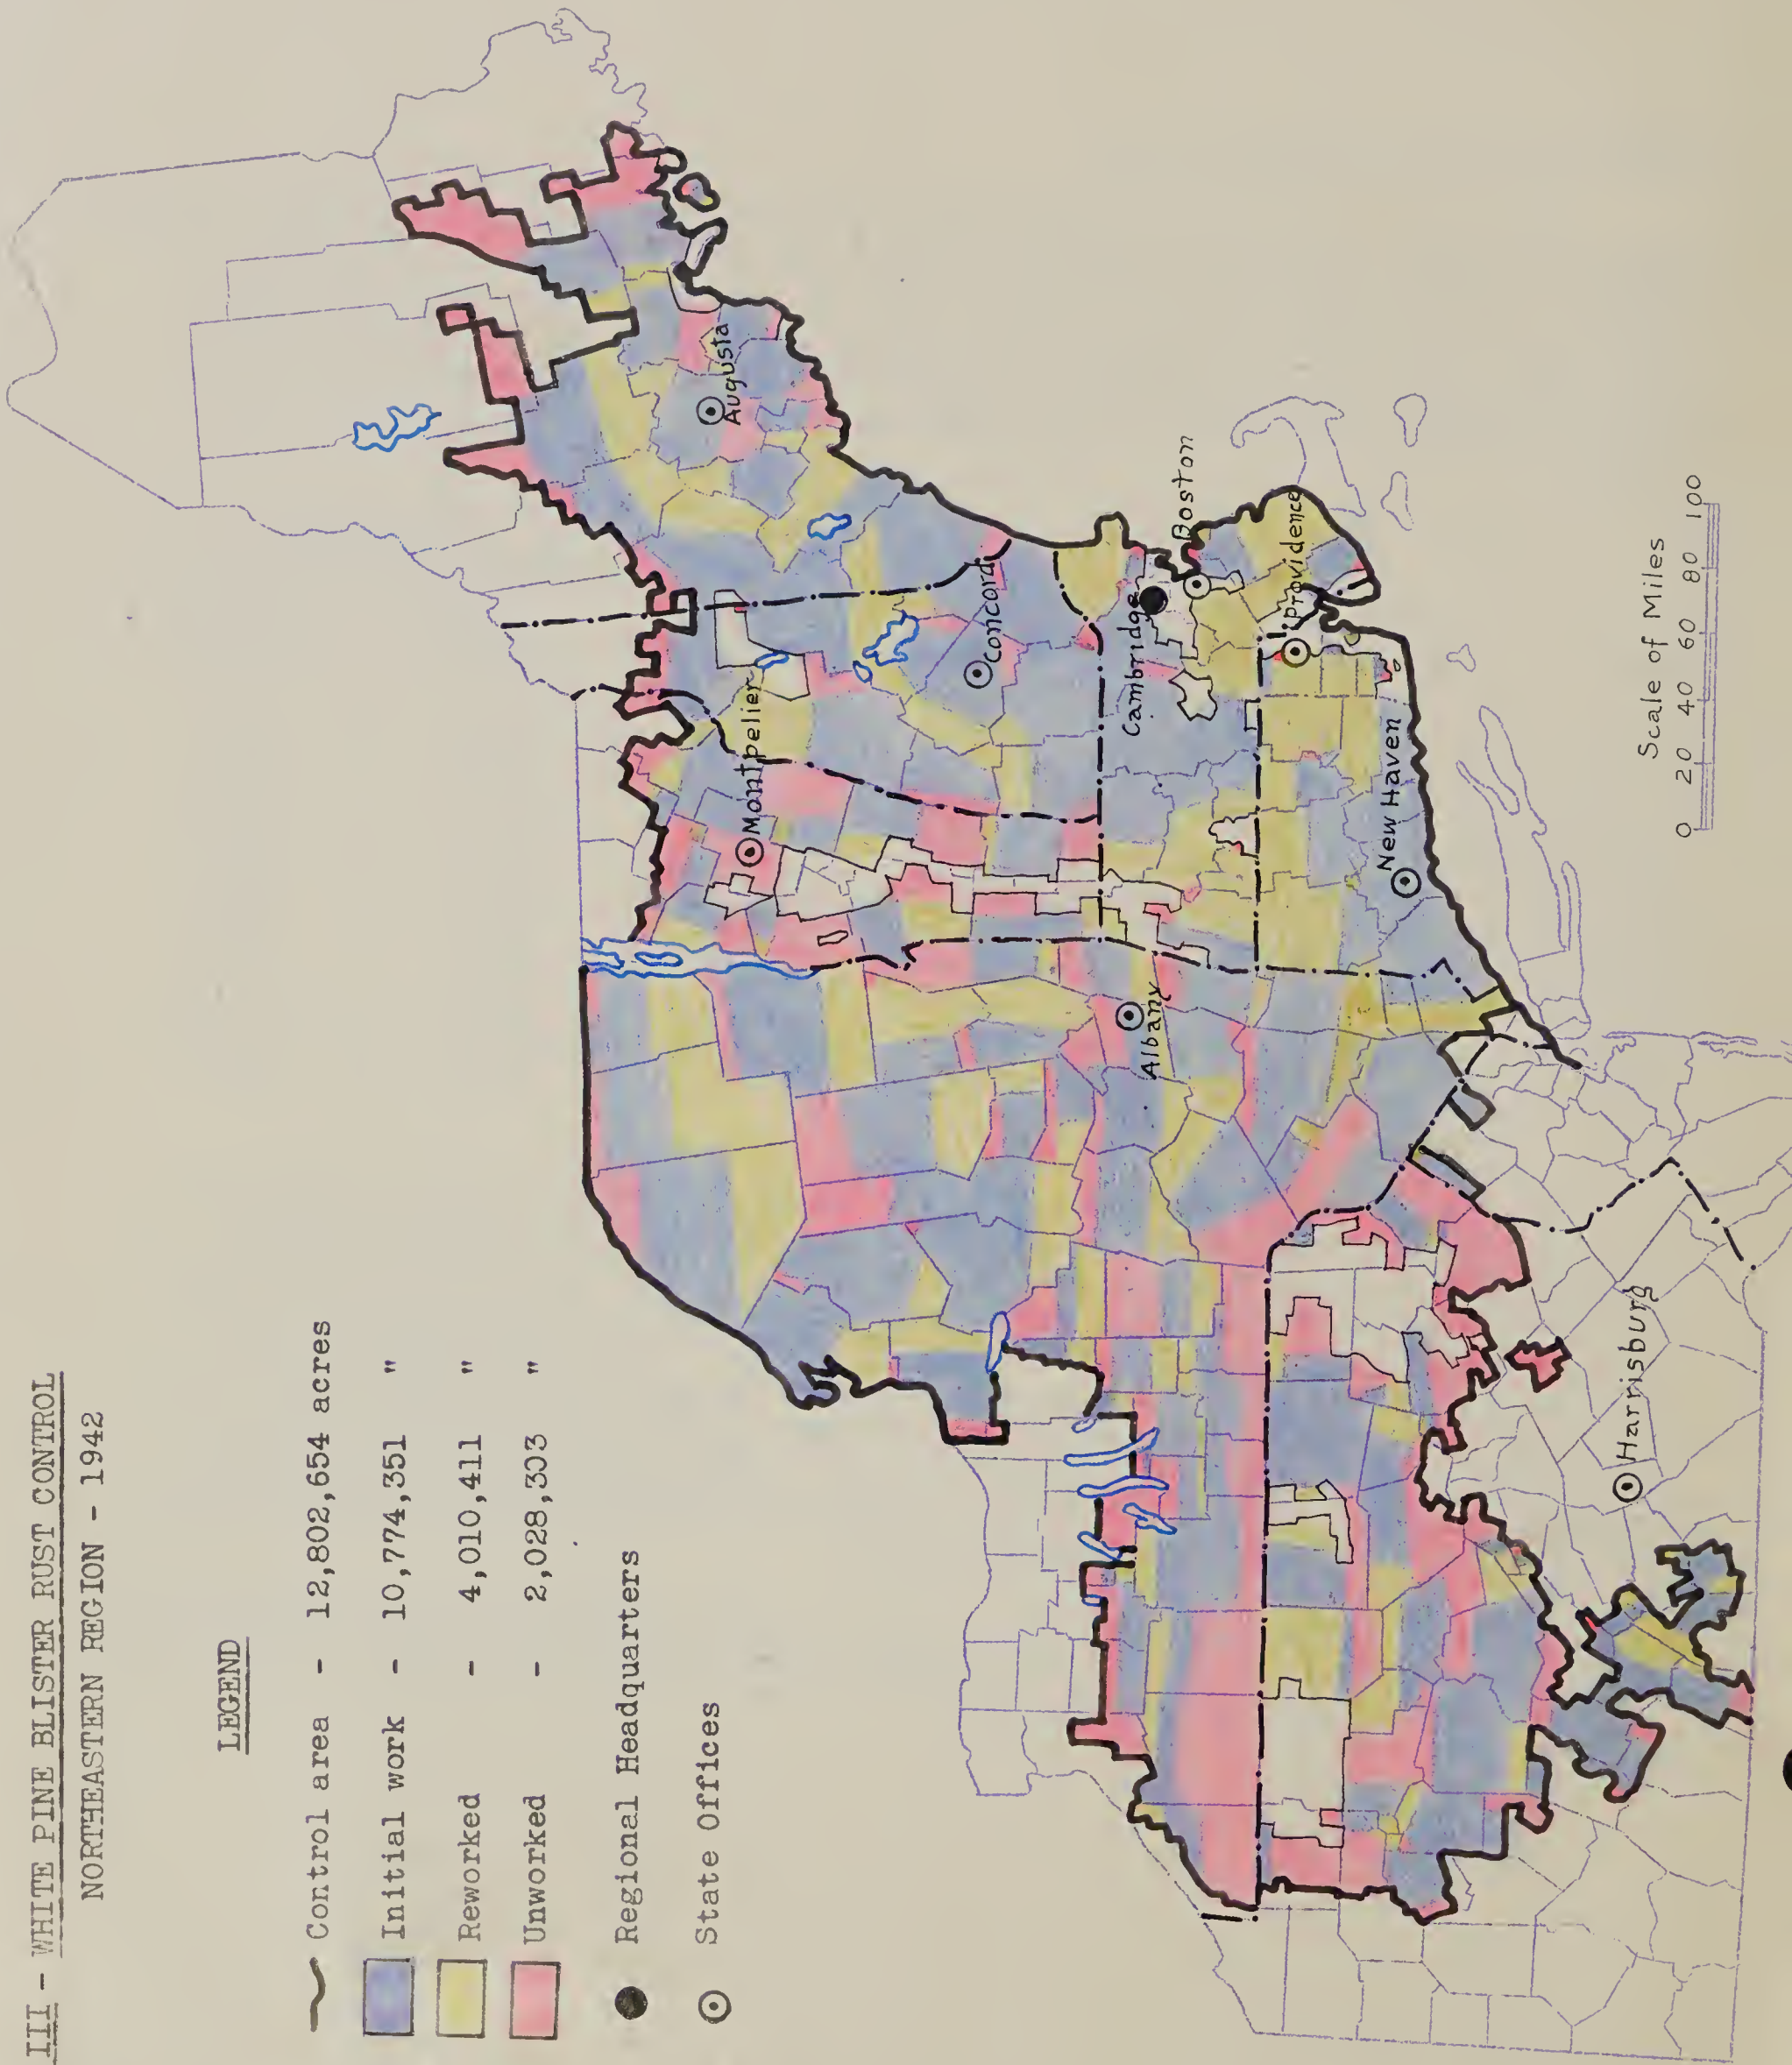 III - WHITE PINE BLISTER RUST CONTROL
NORTHEASTERN REGION - 1942
LEGEND
Control area - 12,802,654 acres
Initial work - 10,774,351 "
Reworked - 4,010,411 "
Unworked - 2,028,303 "
Regional Headquarters
State Offices
Augusta
Montpelier
Concord
Boston
Cambridge
Albany
Providence
New Haven
Harrisburg
Scale of Miles
0 20 40 60 80 100